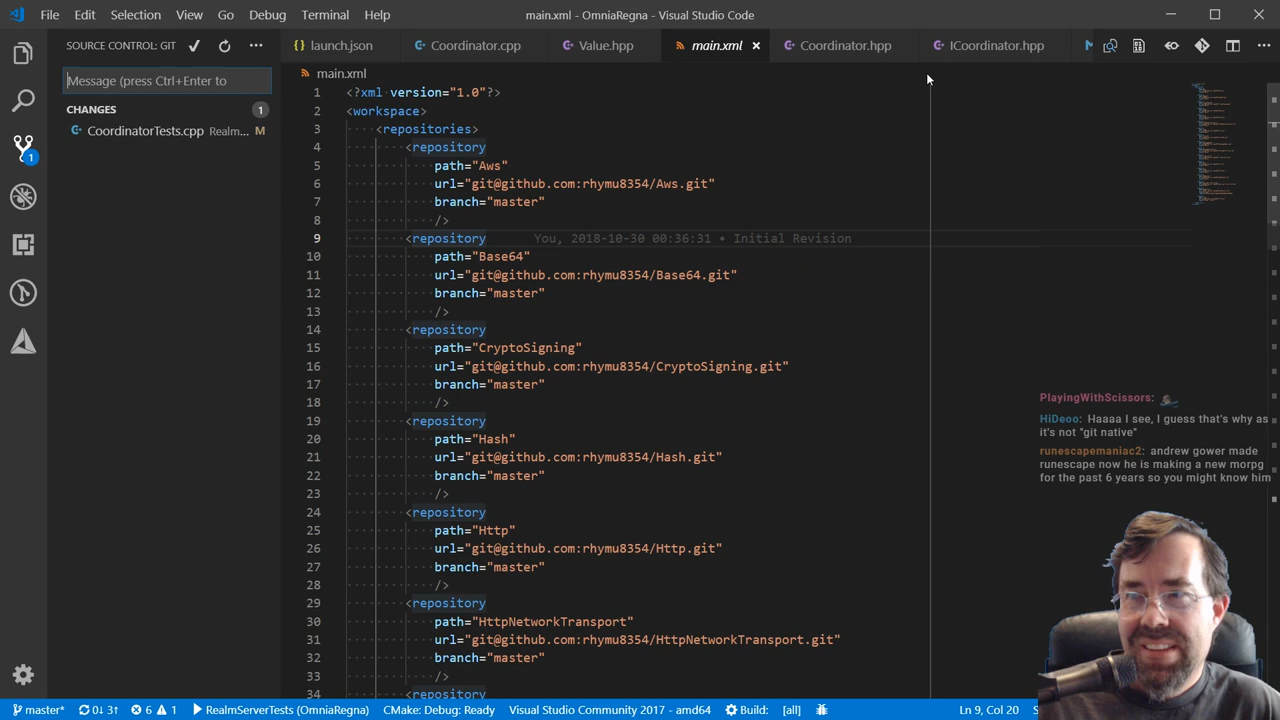 File Edit Selection View Go Debug Terminal Help main.xml - OmniaRegna - Visual Studio Code
SOURCE CONTROL: GIT
launch.json Coordinator.cpp Value.hpp main.xml Coordinator.hpp ICoordinator.hpp
Message (press Ctrl+Enter to
CHANGES 1
CoordinatorTests.cpp Realm... M
1
main.xml
1 <?xml version="1.0"?>
2 <workspace>
3 <repositories>
4 <repository
5 path="Aws"
6 url="git@github.com:rhymu8354/Aws.git"
7 branch="master"
8 />
9 <repository You, 2018-10-30 00:36:31 • Initial Revision
10 path="Base64"
11 url="git@github.com:rhymu8354/Base64.git"
12 branch="master"
13 />
14 <repository
15 path="CryptoSigning"
16 url="git@github.com:rhymu8354/CryptoSigning.git"
17 branch="master"
18 />
19 <repository
20 path="Hash"
21 url="git@github.com:rhymu8354/Hash.git"
22 branch="master"
23 />
24 <repository
25 path="Http"
26 url="git@github.com:rhymu8354/Http.git"
27 branch="master"
28 />
29 <repository
30 path="HttpNetworkTransport"
31 url="git@github.com:rhymu8354/HttpNetworkTransport.git"
32 branch="master"
33 />
34 <repository
PlayingWithScissors:
HiDeoo: Haaaa I see, I guess that's why as
it's not "git native"
runescapemaniac2: andrew gower made
runescape now he is making a new morpg
for the past 6 years so you might know him
master* 0↓ 3↑ 6 1 RealmServerTests (OmniaRegna) CMake: Debug: Ready Visual Studio Community 2017 - amd64 Build: [all] Ln 9, Col 20